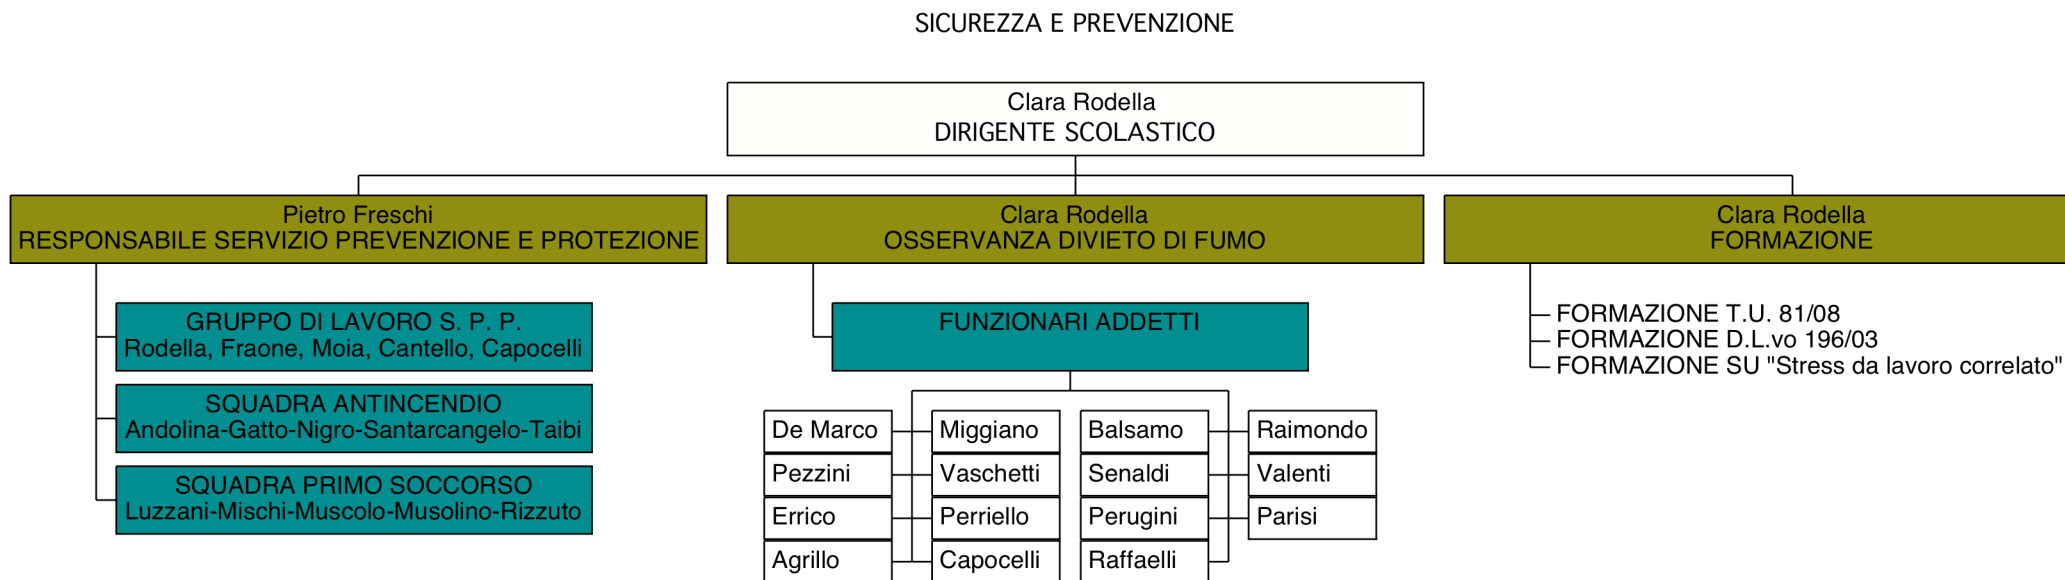 SICUREZZA E PREVENZIONE
Clara Rodella
DIRIGENTE SCOLASTICO
Pietro Freschi
RESPONSABILE SERVIZIO PREVENZIONE E PROTEZIONE
GRUPPO DI LAVORO S. P. P.
Rodella, Fraone, Moia, Cantello, Capocelli
SQUADRA ANTINCENDIO
Andolina-Gatto-Nigro-Santarcangelo-Taibi
SQUADRA PRIMO SOCCORSO
Luzzani-Mischi-Muscolo-Musolino-Rizzuto
Clara Rodella
OSSERVANZA DIVIETO DI FUMO
FUNZIONARI ADDETTI
De Marco
Miggiano
Balsamo
Raimondo
Pezzini
Vaschetti
Senaldi
Valenti
Errico
Perriello
Perugini
Parisi
Agrillo
Capocelli
Raffaelli
Clara Rodella
FORMAZIONE
FORMAZIONE T.U. 81/08
FORMAZIONE D.L.vo 196/03
FORMAZIONE SU "Stress da lavoro correlato"